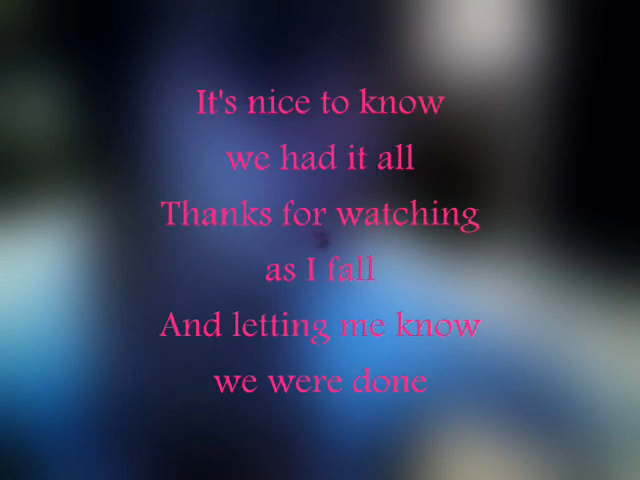 It's nice to know
we had it all
Thanks for watching
as I fall
And letting me know
we were done